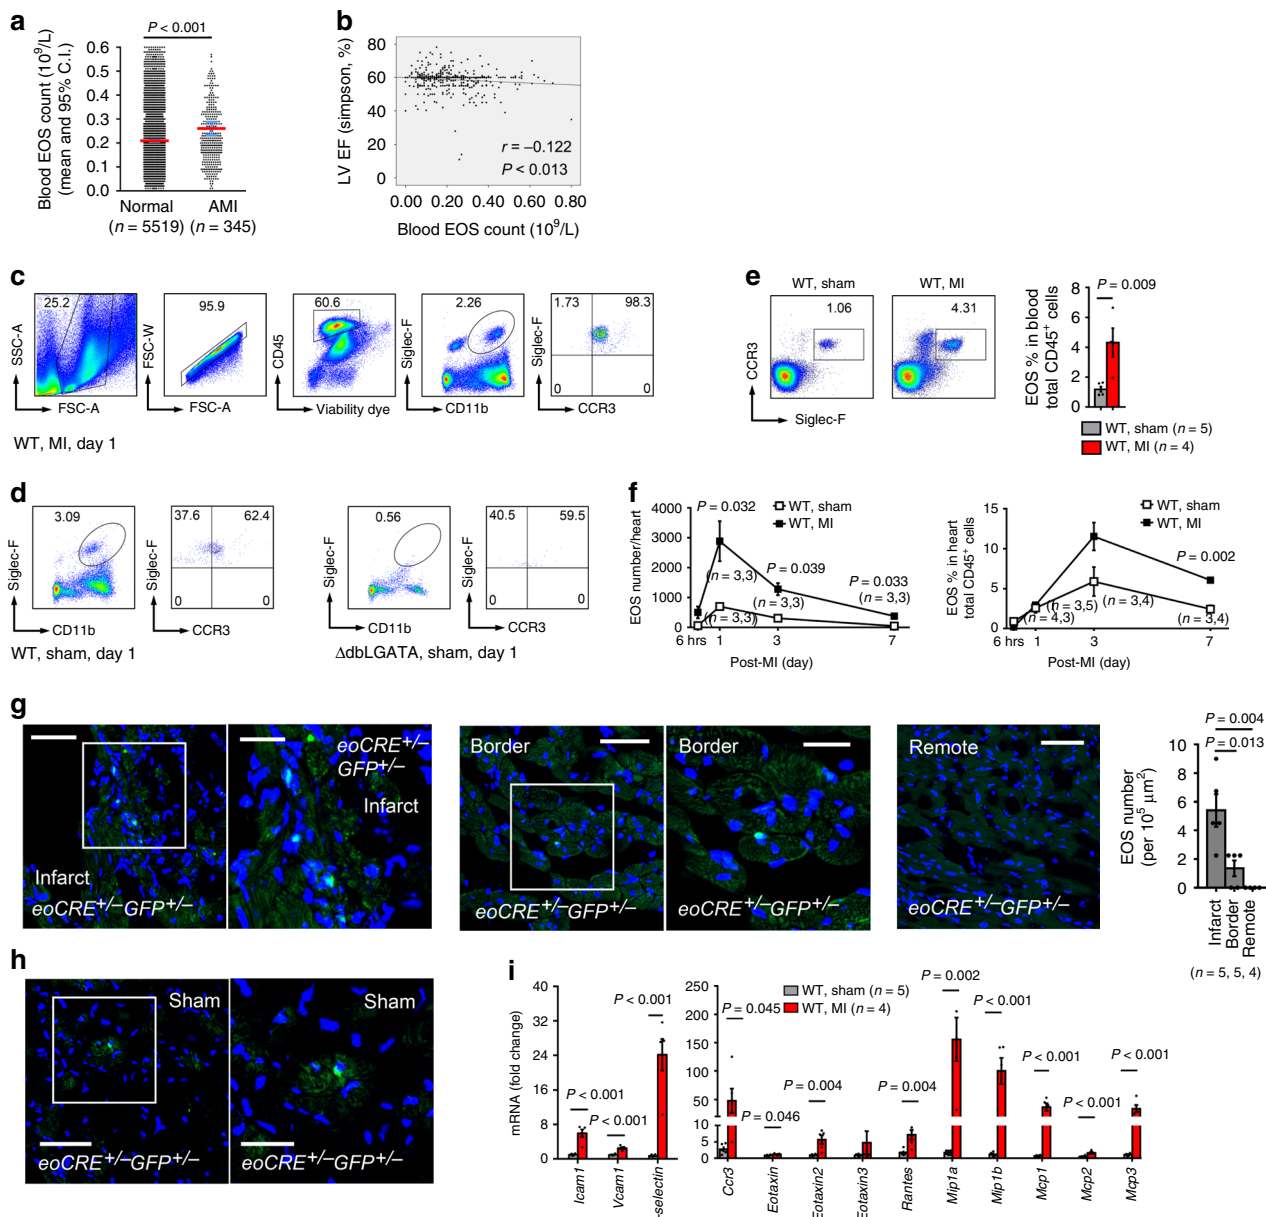 a
P < 0.001
Blood EOS count (10^9/L)
(mean and 95% C.I.)
0.6
0.5
0.4
0.3
0.2
0.1
0.0
Normal
(n = 5519)
AMI
(n = 345)
b
LV EF (simpson, %)
80
60
40
20
0
r = –0.122
P < 0.013
0.00 0.20 0.40 0.60 0.80
Blood EOS count (10^9/L)
c
25.2
SSC-A
FSC-A
95.9
FSC-W
FSC-A
60.6
CD45
Viability dye
2.26
Siglec-F
CD11b
1.73 98.3
Siglec-F
0 0
CCR3
WT, MI, day 1
d
3.09
Siglec-F
CD11b
37.6 62.4
Siglec-F
0 0
CCR3
WT, sham, day 1
0.56
Siglec-F
CD11b
40.5 59.5
Siglec-F
0 0
CCR3
ΔdbLGATA, sham, day 1
e
WT, sham
1.06
WT, MI
4.31
CCR3
Siglec-F
EOS % in blood
total CD45+ cells
8
6
4
2
0
P = 0.009
WT, sham (n = 5)
WT, MI (n = 4)
f
EOS number/heart
4000
3000
2000
1000
0
P = 0.032
WT, sham
WT, MI
(n = 3,3)
P = 0.039
(n = 3,3)
P = 0.033
(n = 3,3)
(n = 3,3)
6 hrs 1 3 7
Post-MI (day)
EOS % in heart
total CD45+ cells
15
10
5
0
WT, sham
WT, MI
P = 0.002
(n = 3,5)
(n = 3,4)
(n = 4,3)
(n = 3,4)
6 hrs 1 3 7
Post-MI (day)
g
Infarct
eoCRE+/–GFP+/–
eoCRE+/–
GFP+/–
Infarct
Border
Border
eoCRE+/–GFP+/–
eoCRE+/–GFP+/–
Remote
eoCRE+/–GFP+/–
P = 0.004
P = 0.013
EOS number
(per 10^5 μm^2)
10
8
6
4
2
0
Infarct
Border
Remote
(n = 5, 5, 4)
h
Sham
eoCRE+/–GFP+/–
Sham
eoCRE+/–GFP+/–
i
mRNA (fold change)
40
32
24
16
8
0
P < 0.001
P < 0.001
P < 0.001
Icam1
Vcam1
-selectin
250
200
150
100
50
5
0
WT, sham (n = 5)
WT, MI (n = 4)
P = 0.045
P = 0.046
P = 0.004
P = 0.004
P = 0.002
P < 0.001
P < 0.001
P < 0.001
P < 0.001
Ccr3
Eotaxin
Eotaxin2
Eotaxin3
Rantes
Mip1a
Mip1b
Mcp1
Mcp2
Mcp3